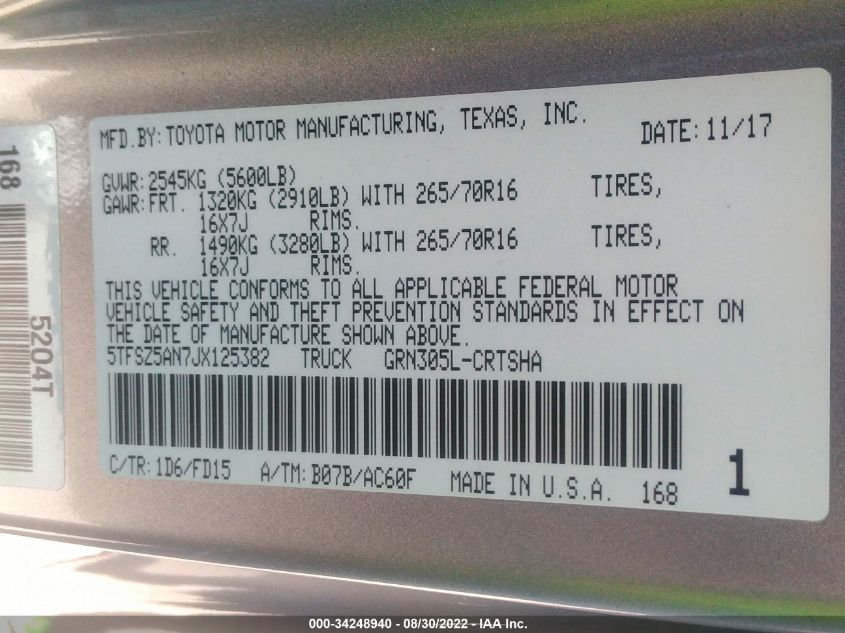 MFD.BY:TOYOTA MOTOR MANUFACTURING, TEXAS, INC. DATE:11/17
GVWR:2545KG (5600LB)
GAWR:FRT. 1320KG (2910LB) WITH 265/70R16 TIRES,
16X7J RIMS.
RR. 1490KG (3280LB) WITH 265/70R16 TIRES,
16X7J RIMS.
THIS VEHICLE CONFORMS TO ALL APPLICABLE FEDERAL MOTOR
VEHICLE SAFETY AND THEFT PREVENTION STANDARDS IN EFFECT ON
THE DATE OF MANUFACTURE SHOWN ABOVE.
5TFSZ5AN7JX125382 TRUCK GRN305L-CRTSHA
C/TR:1D6/FD15 A/TM:B07B/AC60F MADE IN U.S.A. 168 1
168
5204T
000-34248940 - 08/30/2022 - IAA Inc.